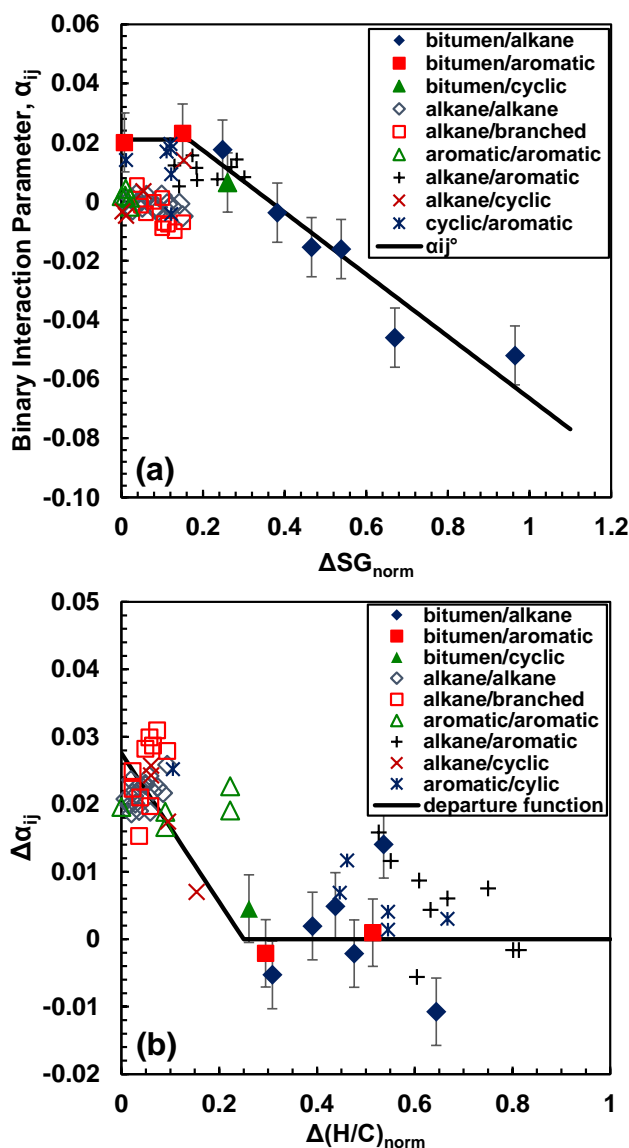 0.06
0.04
0.02
0
-0.02
-0.04
-0.06
-0.08
-0.10
Binary Interaction Parameter, αij
bitumen/alkane
bitumen/aromatic
bitumen/cyclic
alkane/alkane
alkane/branched
aromatic/aromatic
alkane/aromatic
alkane/cyclic
cyclic/aromatic
αij°
(a)
0 0.2 0.4 0.6 0.8 1 1.2
ΔSGnorm
0.05
0.04
0.03
0.02
0.01
0
-0.01
-0.02
Δαij
bitumen/alkane
bitumen/aromatic
bitumen/cyclic
alkane/alkane
alkane/branched
aromatic/aromatic
alkane/aromatic
alkane/cyclic
aromatic/cylic
departure function
(b)
0 0.2 0.4 0.6 0.8 1
Δ(H/C)norm